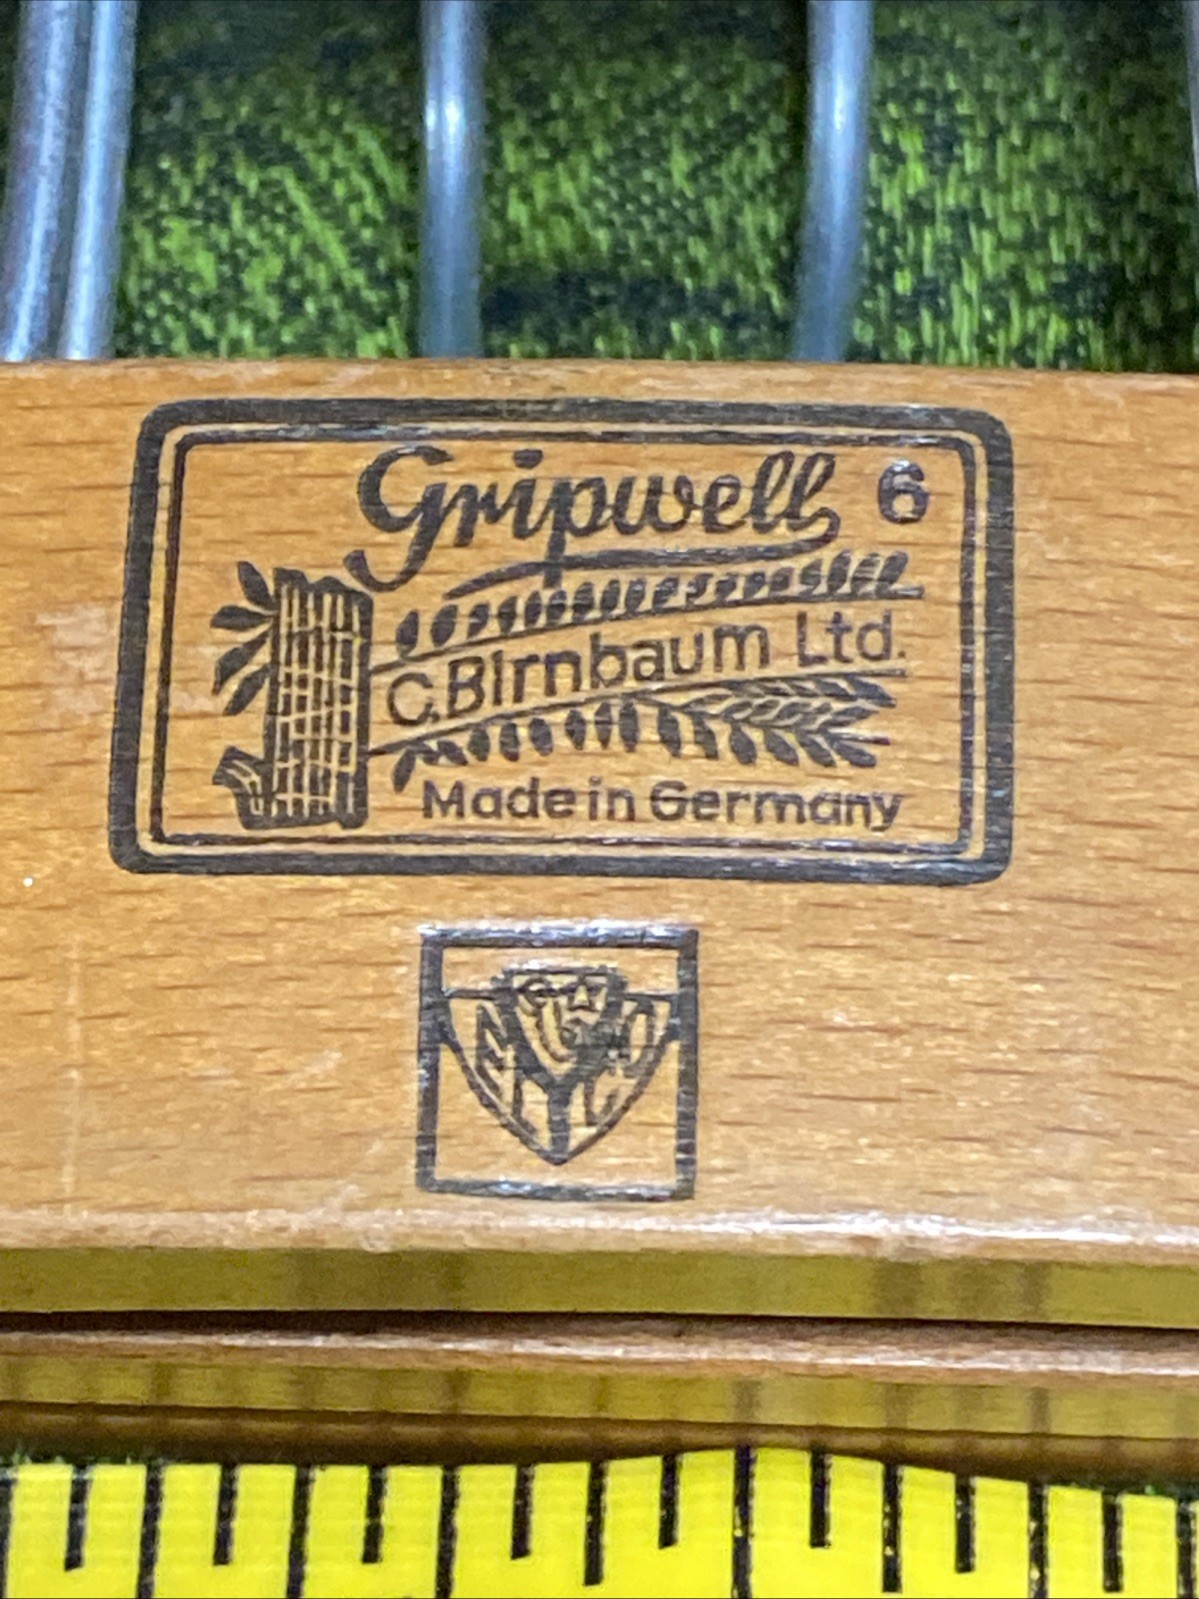 Gripwell 6
C.BIrnbaum Ltd.
Made in Germany